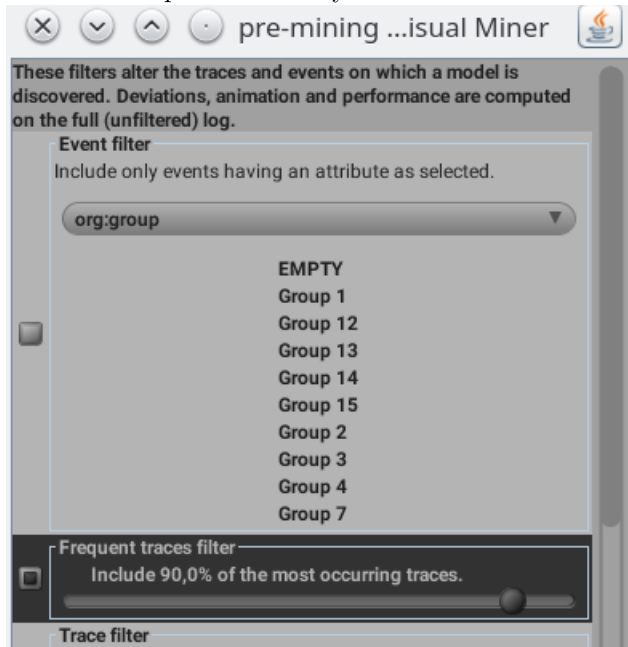 pre-mining ...isual Miner
These filters alter the traces and events on which a model is
discovered. Deviations, animation and performance are computed
on the full (unfiltered) log.
Event filter
Include only events having an attribute as selected.
org:group
EMPTY
Group 1
Group 12
Group 13
Group 14
Group 15
Group 2
Group 3
Group 4
Group 7
Frequent traces filter
Include 90,0% of the most occurring traces.
Trace filter